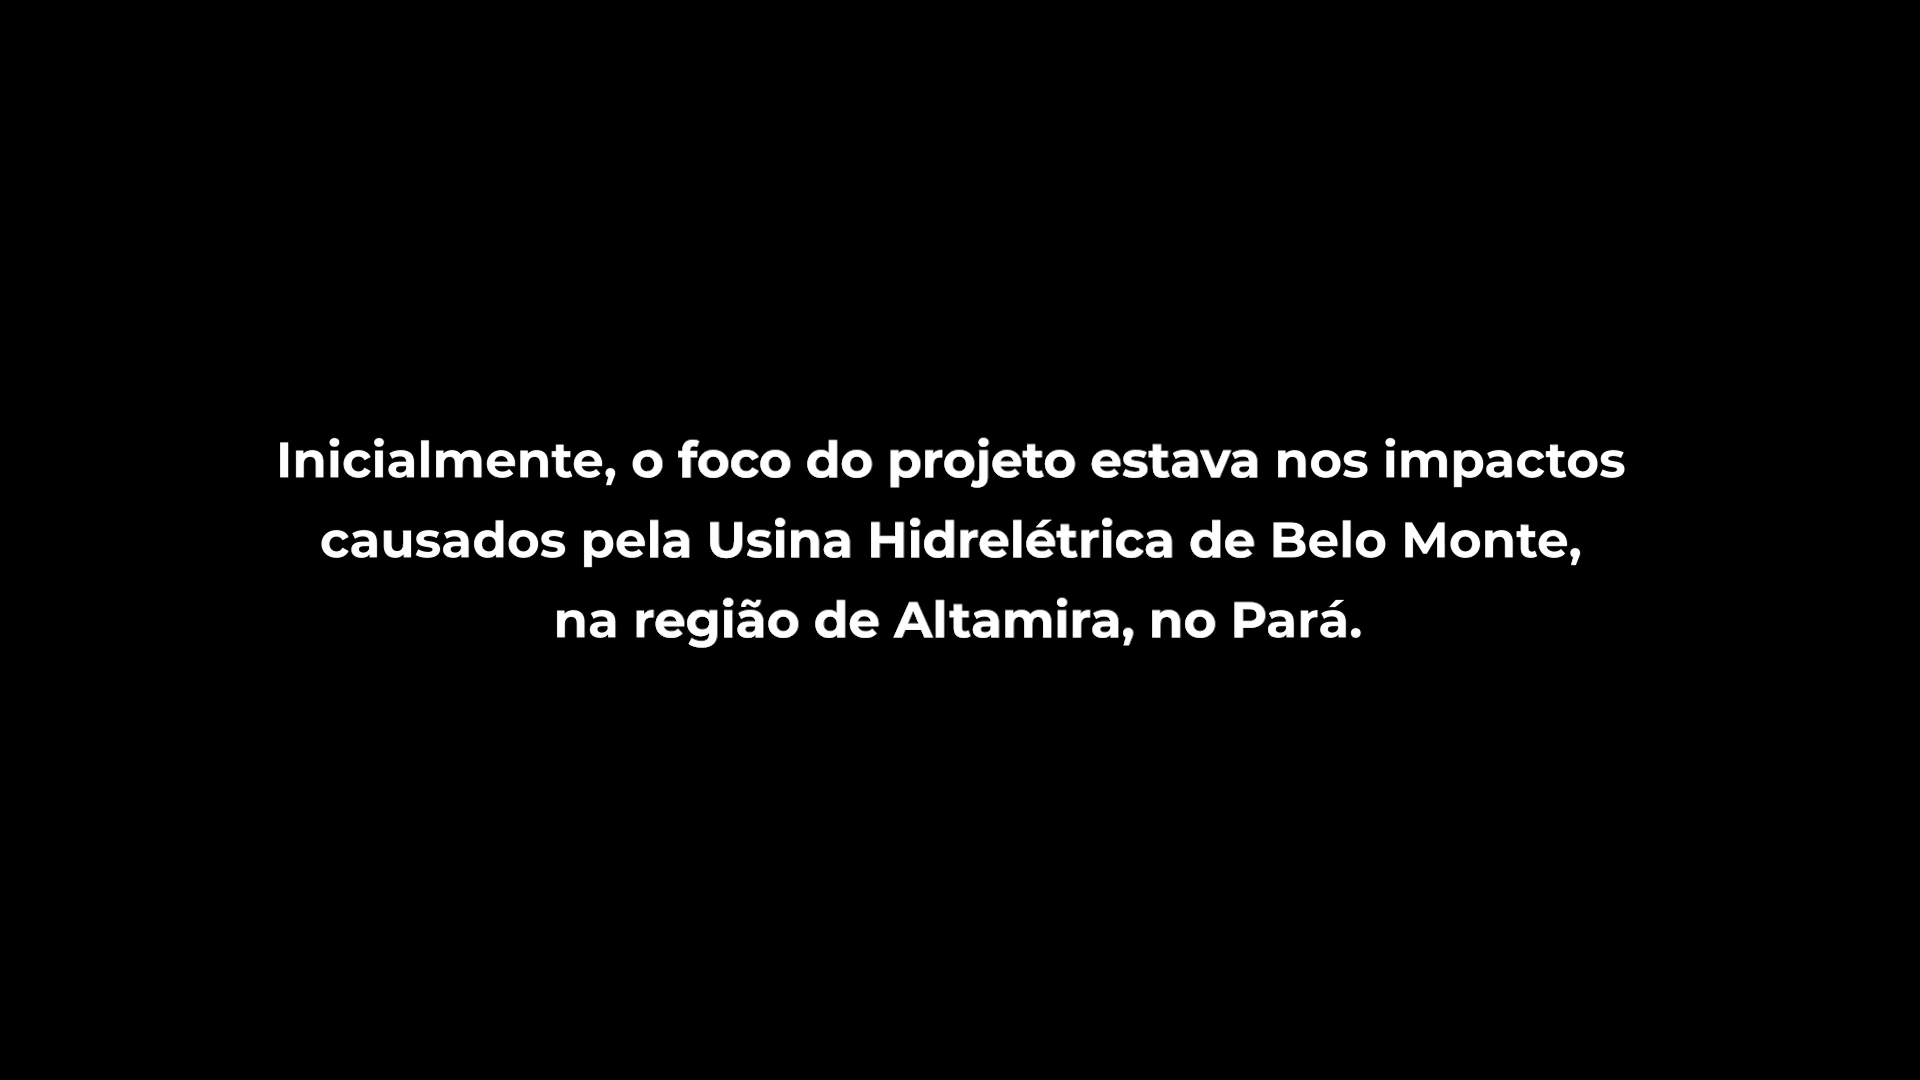 Inicialmente, o foco do projeto estava nos impactos
causados pela Usina Hidrelétrica de Belo Monte,
na região de Altamira, no Pará.